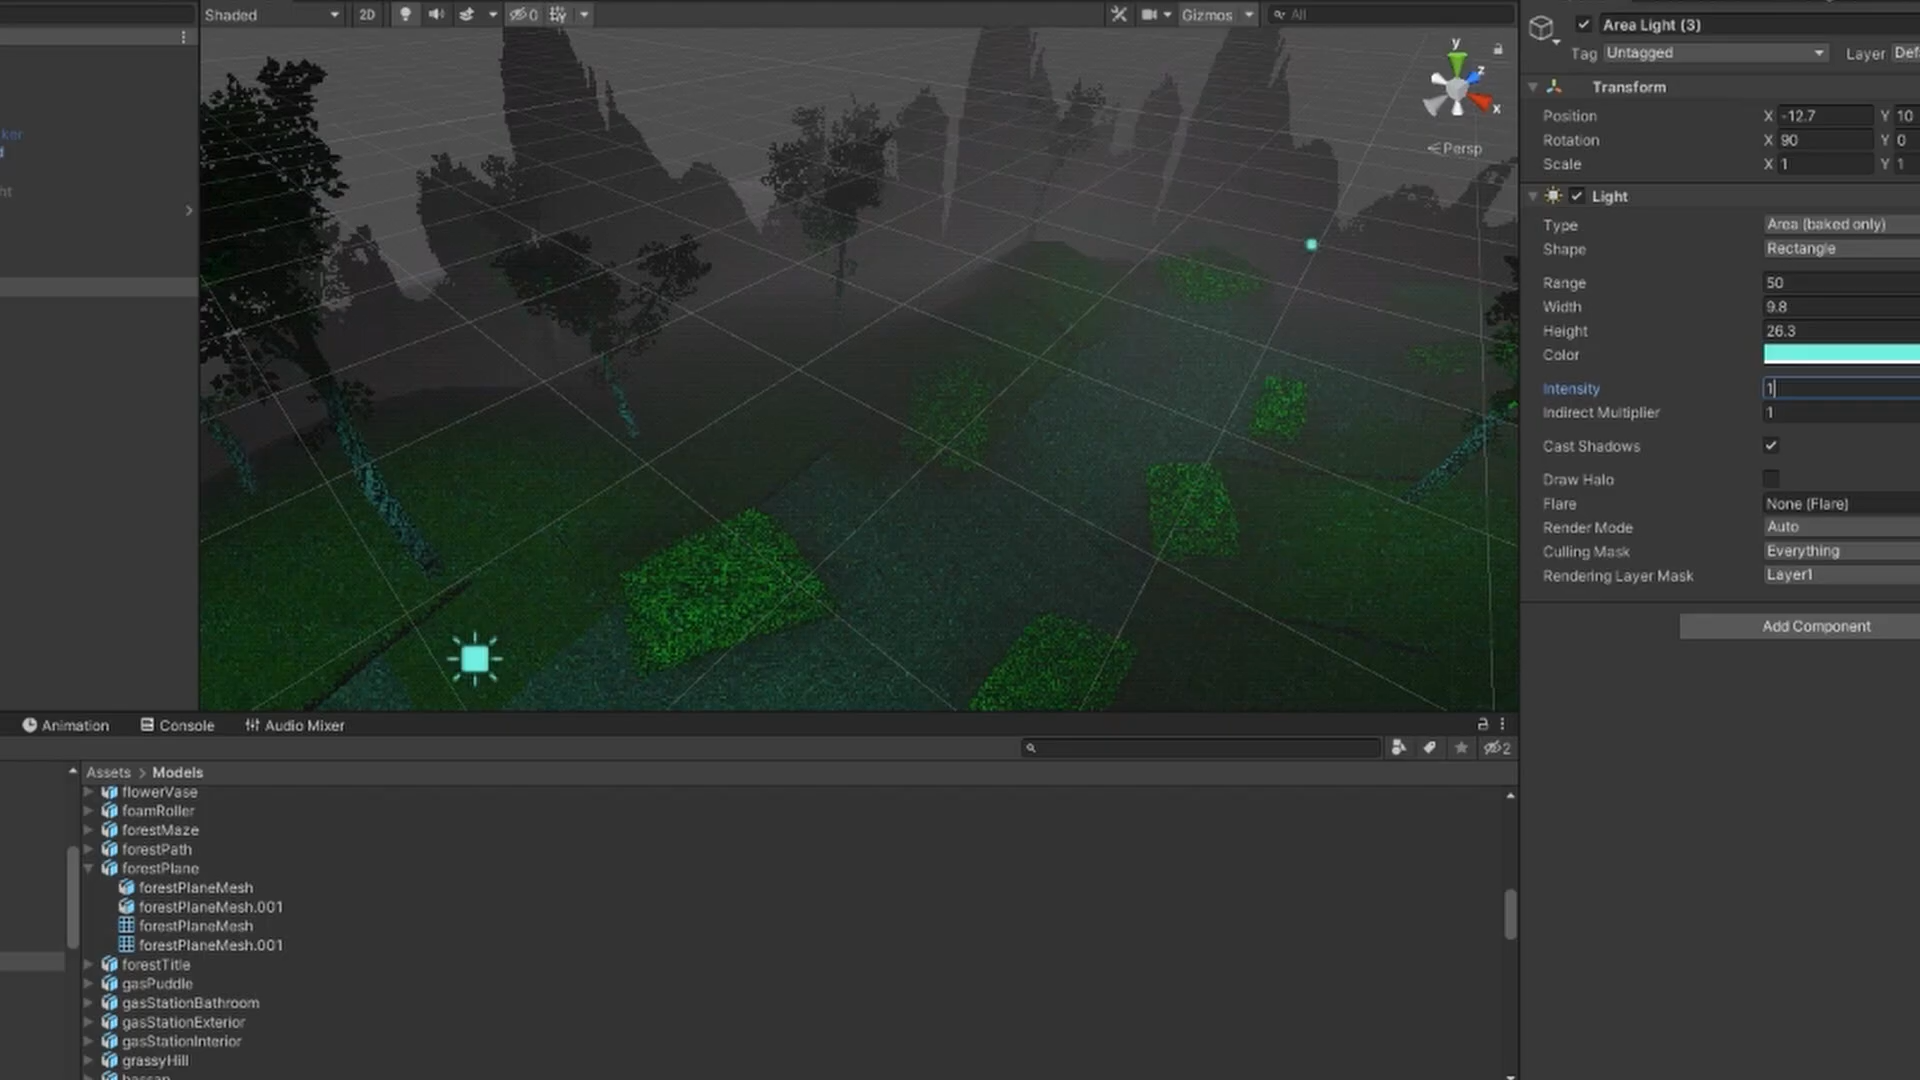 Shaded
2D
0
Gizmos
All
Area Light (3)
Tag Untagged Layer Def
Transform
Position X -12.7 Y 10
Rotation X 90 Y 0
Scale X 1 Y 1
y
z
x
Persp
ker
d
ht
Light
Type Area (baked only)
Shape Rectangle
Range 50
Width 9.8
Height 26.3
Color
Intensity 1
Indirect Multiplier 1
Cast Shadows
Draw Halo
Flare None (Flare)
Render Mode Auto
Culling Mask Everything
Rendering Layer Mask Layer1
Add Component
Animation Console Audio Mixer
2
Assets > Models
flowerVase
foamRoller
forestMaze
forestPath
forestPlane
forestPlaneMesh
forestPlaneMesh.001
forestPlaneMesh
forestPlaneMesh.001
forestTitle
gasPuddle
gasStationBathroom
gasStationExterior
gasStationInterior
grassyHill